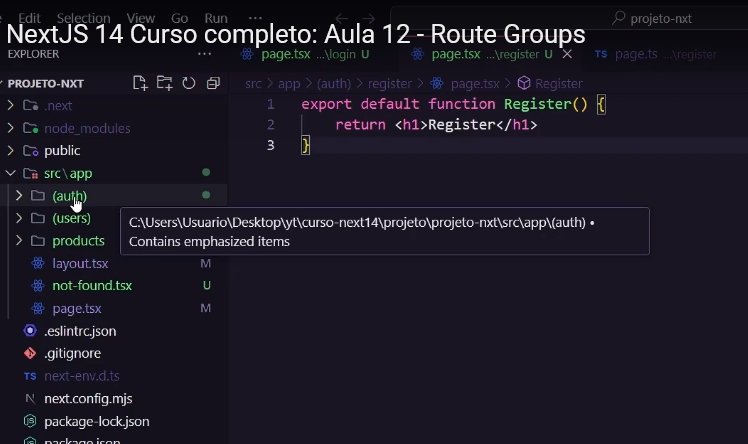 Edit Selection View Go Run ...
projeto-nxt
NextJS 14 Curso completo: Aula 12 - Route Groups
EXPLORER ...
page.tsx ...\login U
page.tsx ...\register U
TS page.ts ...\register
PROJETO-NXT
src > app > (auth) > register > page.tsx > Register
.next
node_modules
public
src\app
(auth)
(users)
products
layout.tsx M
not-found.tsx U
page.tsx M
.eslintrc.json
.gitignore
TS next-env.d.ts
N next.config.mjs
package-lock.json
package.json
1 export default function Register() {
2 return <h1>Register</h1>
3 }
C:\Users\Usuario\Desktop\yt\curso-next14\projeto\projeto-nxt\src\app\(auth) •
Contains emphasized items